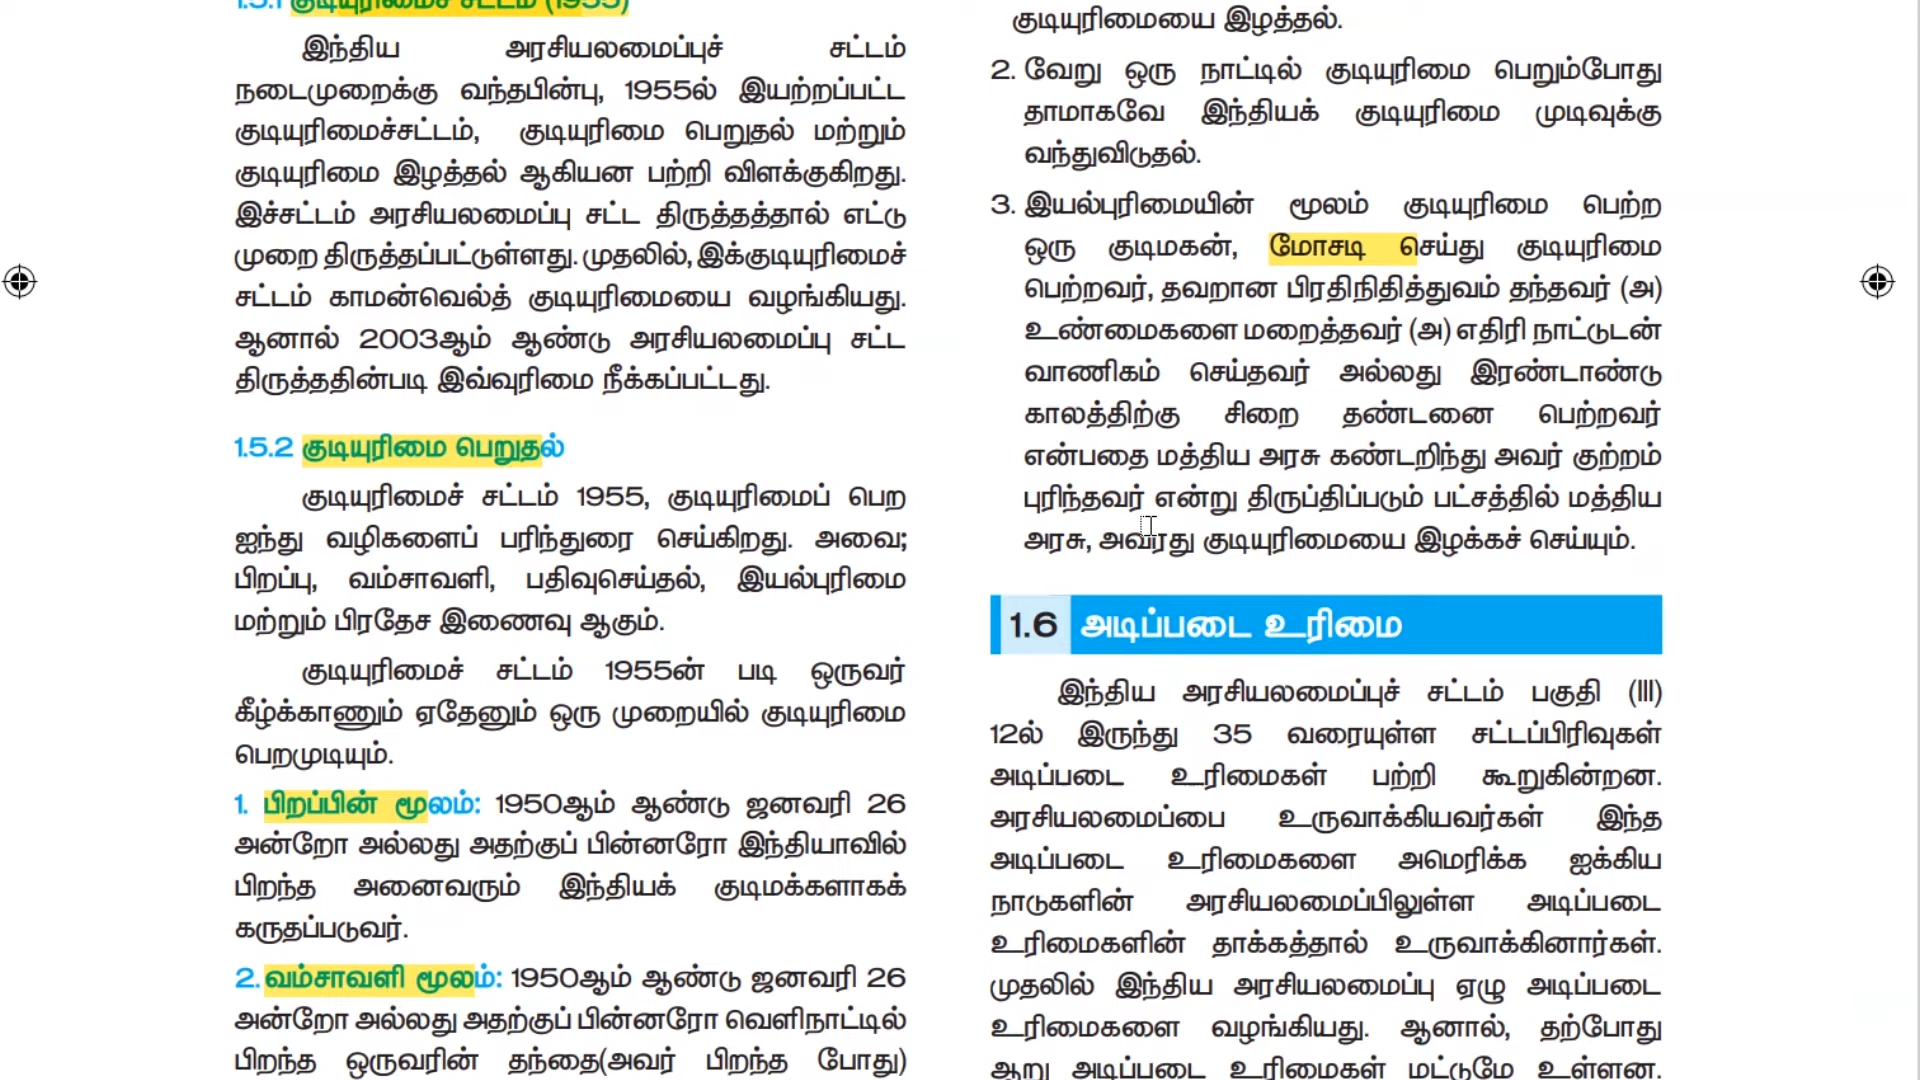 1.5.1 குடியுரிமைச் சட்டம் (1955)
இந்திய அரசியலமைப்புச் சட்டம்
நடைமுறைக்கு வந்தபின்பு, 1955ல் இயற்றப்பட்ட
குடியுரிமைச்சட்டம், குடியுரிமை பெறுதல் மற்றும்
குடியுரிமை இழத்தல் ஆகியன பற்றி விளக்குகிறது.
இச்சட்டம் அரசியலமைப்பு சட்ட திருத்தத்தால் எட்டு
முறை திருத்தப்பட்டுள்ளது. முதலில், இக்குடியுரிமைச்
சட்டம் காமன்வெல்த் குடியுரிமையை வழங்கியது.
ஆனால் 2003ஆம் ஆண்டு அரசியலமைப்பு சட்ட
திருத்ததின்படி இவ்வுரிமை நீக்கப்பட்டது.
1.5.2 குடியுரிமை பெறுதல்
குடியுரிமைச் சட்டம் 1955, குடியுரிமைப் பெற
ஐந்து வழிகளைப் பரிந்துரை செய்கிறது. அவை;
பிறப்பு, வம்சாவளி, பதிவுசெய்தல், இயல்புரிமை
மற்றும் பிரதேச இணைவு ஆகும்.
குடியுரிமைச் சட்டம் 1955ன் படி ஒருவர்
கீழ்க்காணும் ஏதேனும் ஒரு முறையில் குடியுரிமை
பெறமுடியும்.
1. பிறப்பின் மூலம்: 1950ஆம் ஆண்டு ஜனவரி 26
அன்றோ அல்லது அதற்குப் பின்னரோ இந்தியாவில்
பிறந்த அனைவரும் இந்தியக் குடிமக்களாகக்
கருதப்படுவர்.
2. வம்சாவளி மூலம்: 1950ஆம் ஆண்டு ஜனவரி 26
அன்றோ அல்லது அதற்குப் பின்னரோ வெளிநாட்டில்
பிறந்த ஒருவரின் தந்தை(அவர் பிறந்த போது)
குடியுரிமையை இழத்தல்.
2. வேறு ஒரு நாட்டில் குடியுரிமை பெறும்போது
தாமாகவே இந்தியக் குடியுரிமை முடிவுக்கு
வந்துவிடுதல்.
3. இயல்புரிமையின் மூலம் குடியுரிமை பெற்ற
ஒரு குடிமகன், மோசடி செய்து குடியுரிமை
பெற்றவர், தவறான பிரதிநிதித்துவம் தந்தவர் (அ)
உண்மைகளை மறைத்தவர் (அ) எதிரி நாட்டுடன்
வாணிகம் செய்தவர் அல்லது இரண்டாண்டு
காலத்திற்கு சிறை தண்டனை பெற்றவர்
என்பதை மத்திய அரசு கண்டறிந்து அவர் குற்றம்
புரிந்தவர் என்று திருப்திப்படும் பட்சத்தில் மத்திய
அரசு, அவரது குடியுரிமையை இழக்கச் செய்யும்.
1.6 அடிப்படை உரிமை
இந்திய அரசியலமைப்புச் சட்டம் பகுதி (III)
12ல் இருந்து 35 வரையுள்ள சட்டப்பிரிவுகள்
அடிப்படை உரிமைகள் பற்றி கூறுகின்றன.
அரசியலமைப்பை உருவாக்கியவர்கள் இந்த
அடிப்படை உரிமைகளை அமெரிக்க ஐக்கிய
நாடுகளின் அரசியலமைப்பிலுள்ள அடிப்படை
உரிமைகளின் தாக்கத்தால் உருவாக்கினார்கள்.
முதலில் இந்திய அரசியலமைப்பு ஏழு அடிப்படை
உரிமைகளை வழங்கியது. ஆனால், தற்போது
ஆறு அடிப்படை உரிமைகள் மட்டுமே உள்ளன.